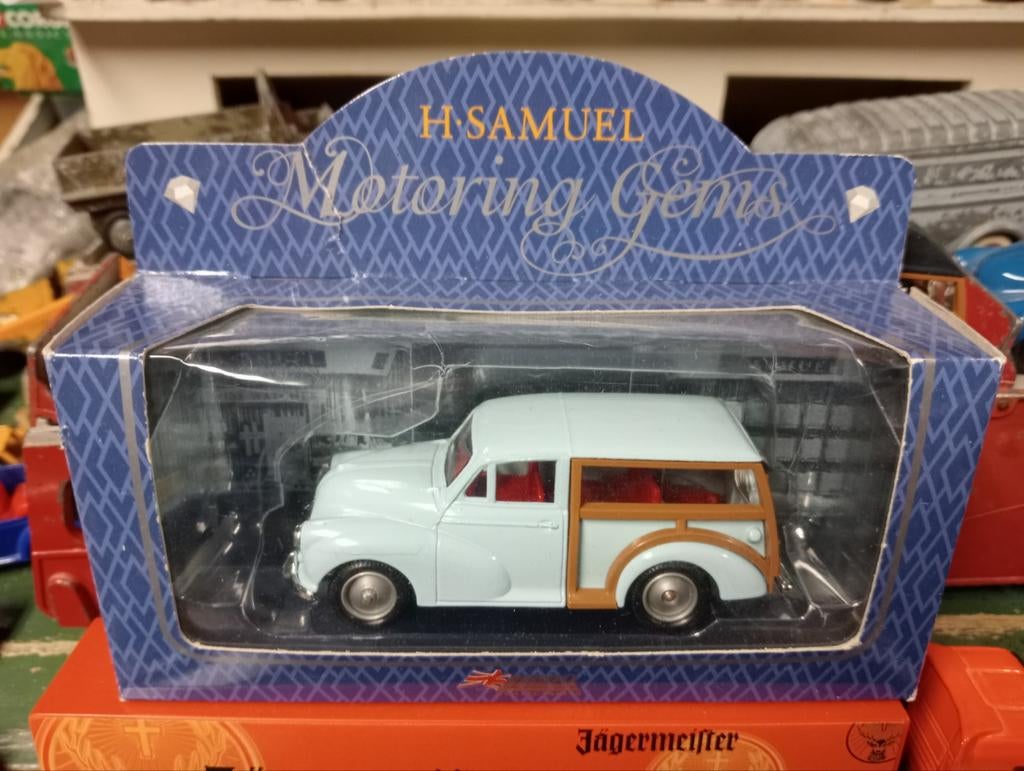 H·SAMUEL
Motoring Gems
Jägermeister